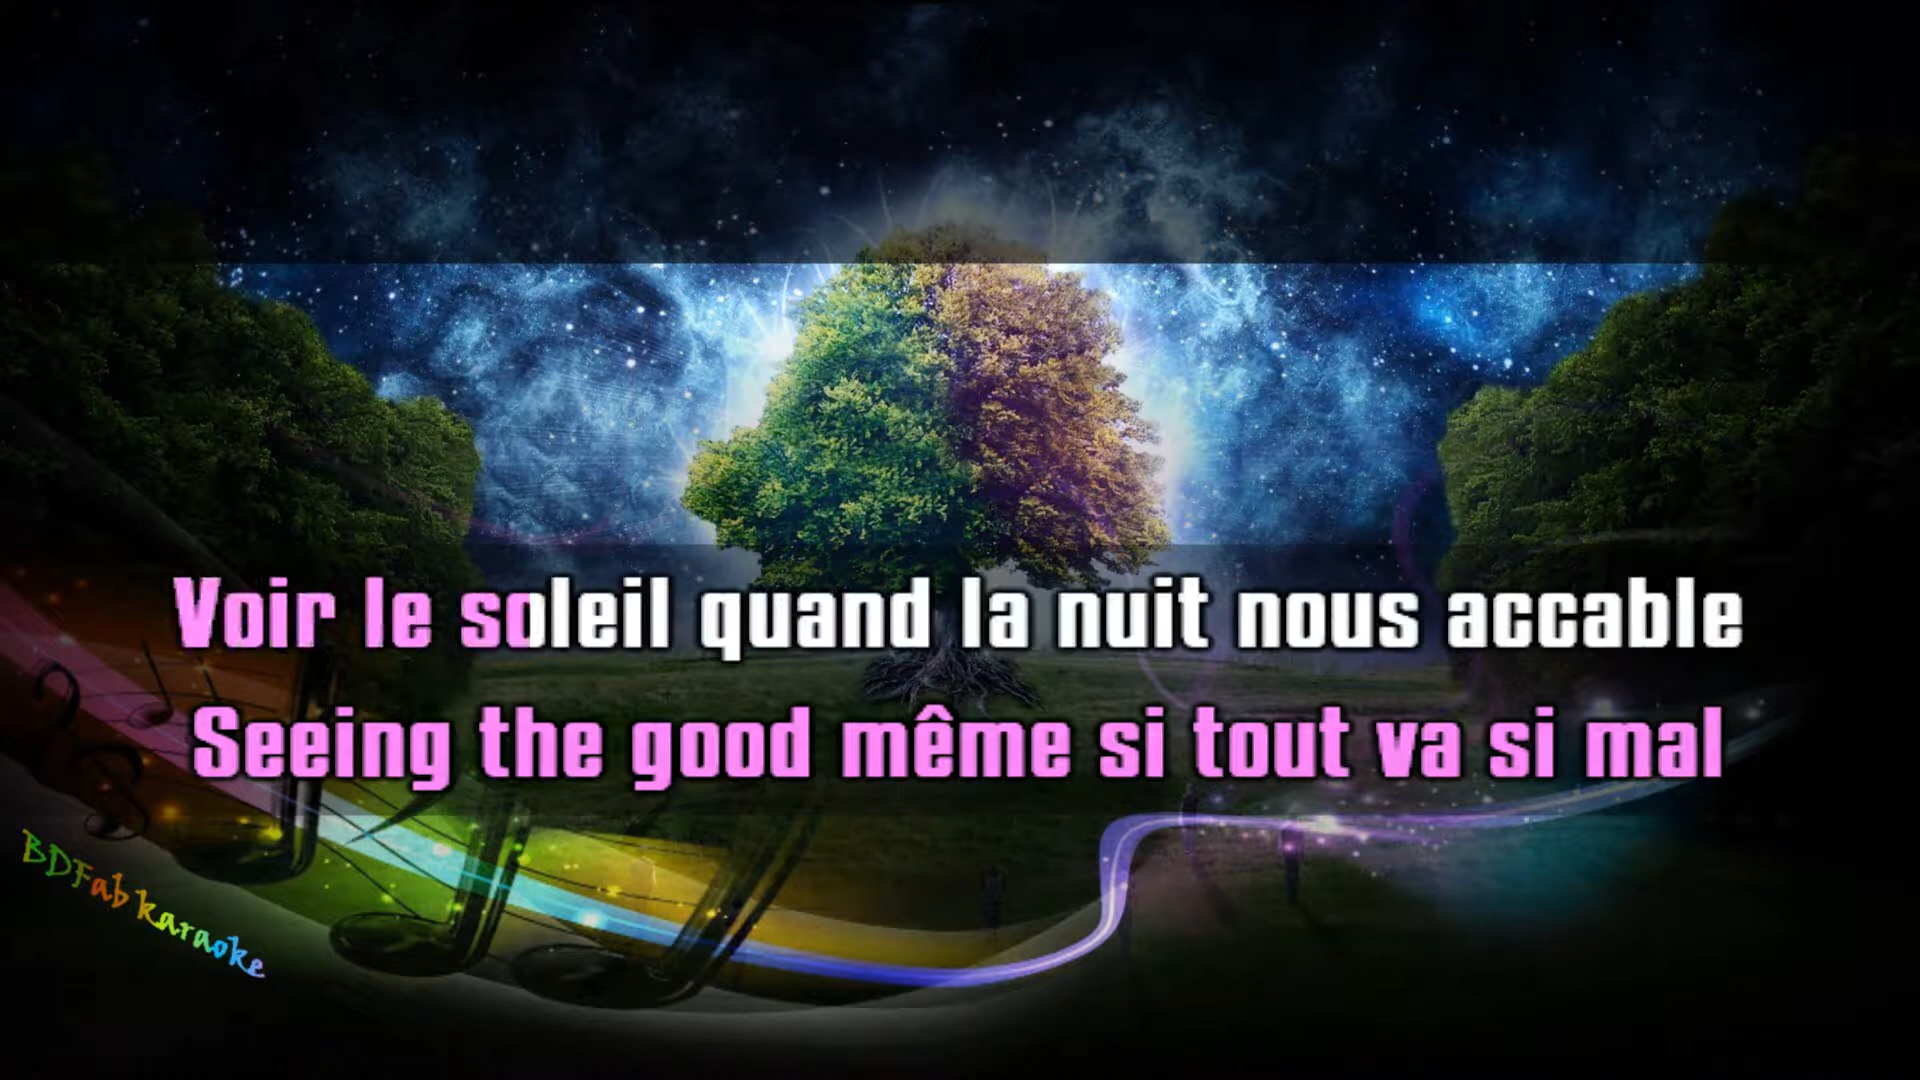 Voir le soleil quand la nuit nous accable
Seeing the good même si tout va si mal
BDFab karaoke